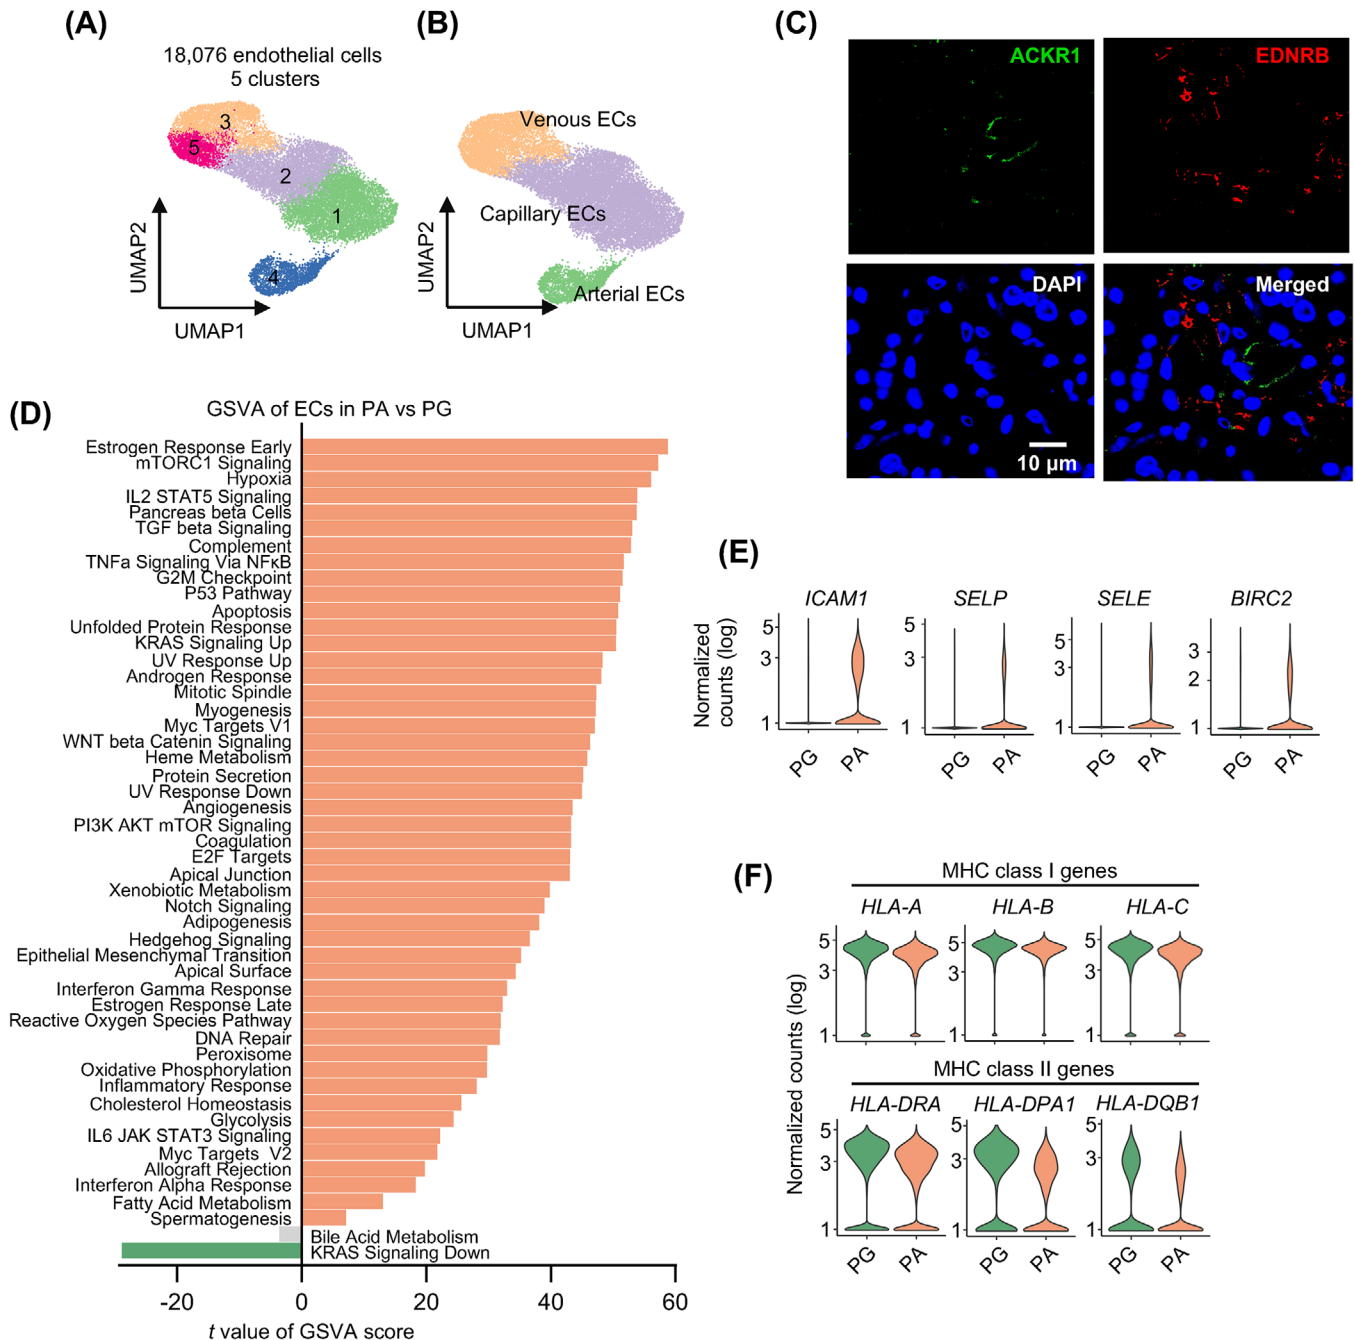 (A)
18,076 endothelial cells
5 clusters
3
5
2
1
4
UMAP2
UMAP1
(B)
Venous ECs
Capillary ECs
Arterial ECs
UMAP2
UMAP1
(C)
ACKR1
EDNRB
DAPI
Merged
10 μm
(D)
GSVA of ECs in PA vs PG
Estrogen Response Early
mTORC1 Signaling
Hypoxia
IL2 STAT5 Signaling
Pancreas beta Cells
TGF beta Signaling
Complement
TNFa Signaling Via NFκB
G2M Checkpoint
P53 Pathway
Apoptosis
Unfolded Protein Response
KRAS Signaling Up
UV Response Up
Androgen Response
Mitotic Spindle
Myogenesis
Myc Targets V1
WNT beta Catenin Signaling
Heme Metabolism
Protein Secretion
UV Response Down
Angiogenesis
PI3K AKT mTOR Signaling
Coagulation
E2F Targets
Apical Junction
Xenobiotic Metabolism
Notch Signaling
Adipogenesis
Hedgehog Signaling
Epithelial Mesenchymal Transition
Apical Surface
Interferon Gamma Response
Estrogen Response Late
Reactive Oxygen Species Pathway
DNA Repair
Peroxisome
Oxidative Phosphorylation
Inflammatory Response
Cholesterol Homeostasis
Glycolysis
IL6 JAK STAT3 Signaling
Myc Targets V2
Allograft Rejection
Interferon Alpha Response
Fatty Acid Metabolism
Spermatogenesis
Bile Acid Metabolism
KRAS Signaling Down
-20 0 20 40 60
t value of GSVA score
(E)
ICAM1 SELP SELE BIRC2
Normalized
counts (log)
5
3
1
5
3
1
5
3
1
3
2
1
PG PA PG PA PG PA PG PA
(F)
MHC class I genes
HLA-A HLA-B HLA-C
5
3
1
5
3
1
5
3
1
Normalized counts (log)
MHC class II genes
HLA-DRA HLA-DPA1 HLA-DQB1
5
3
1
5
3
1
5
3
1
PG PA PG PA PG PA